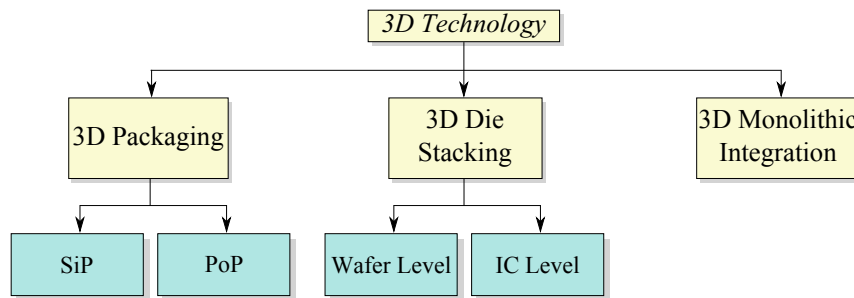 3D Technology
3D Packaging
3D Die
Stacking
3D Monolithic
Integration
SiP
PoP
Wafer Level
IC Level